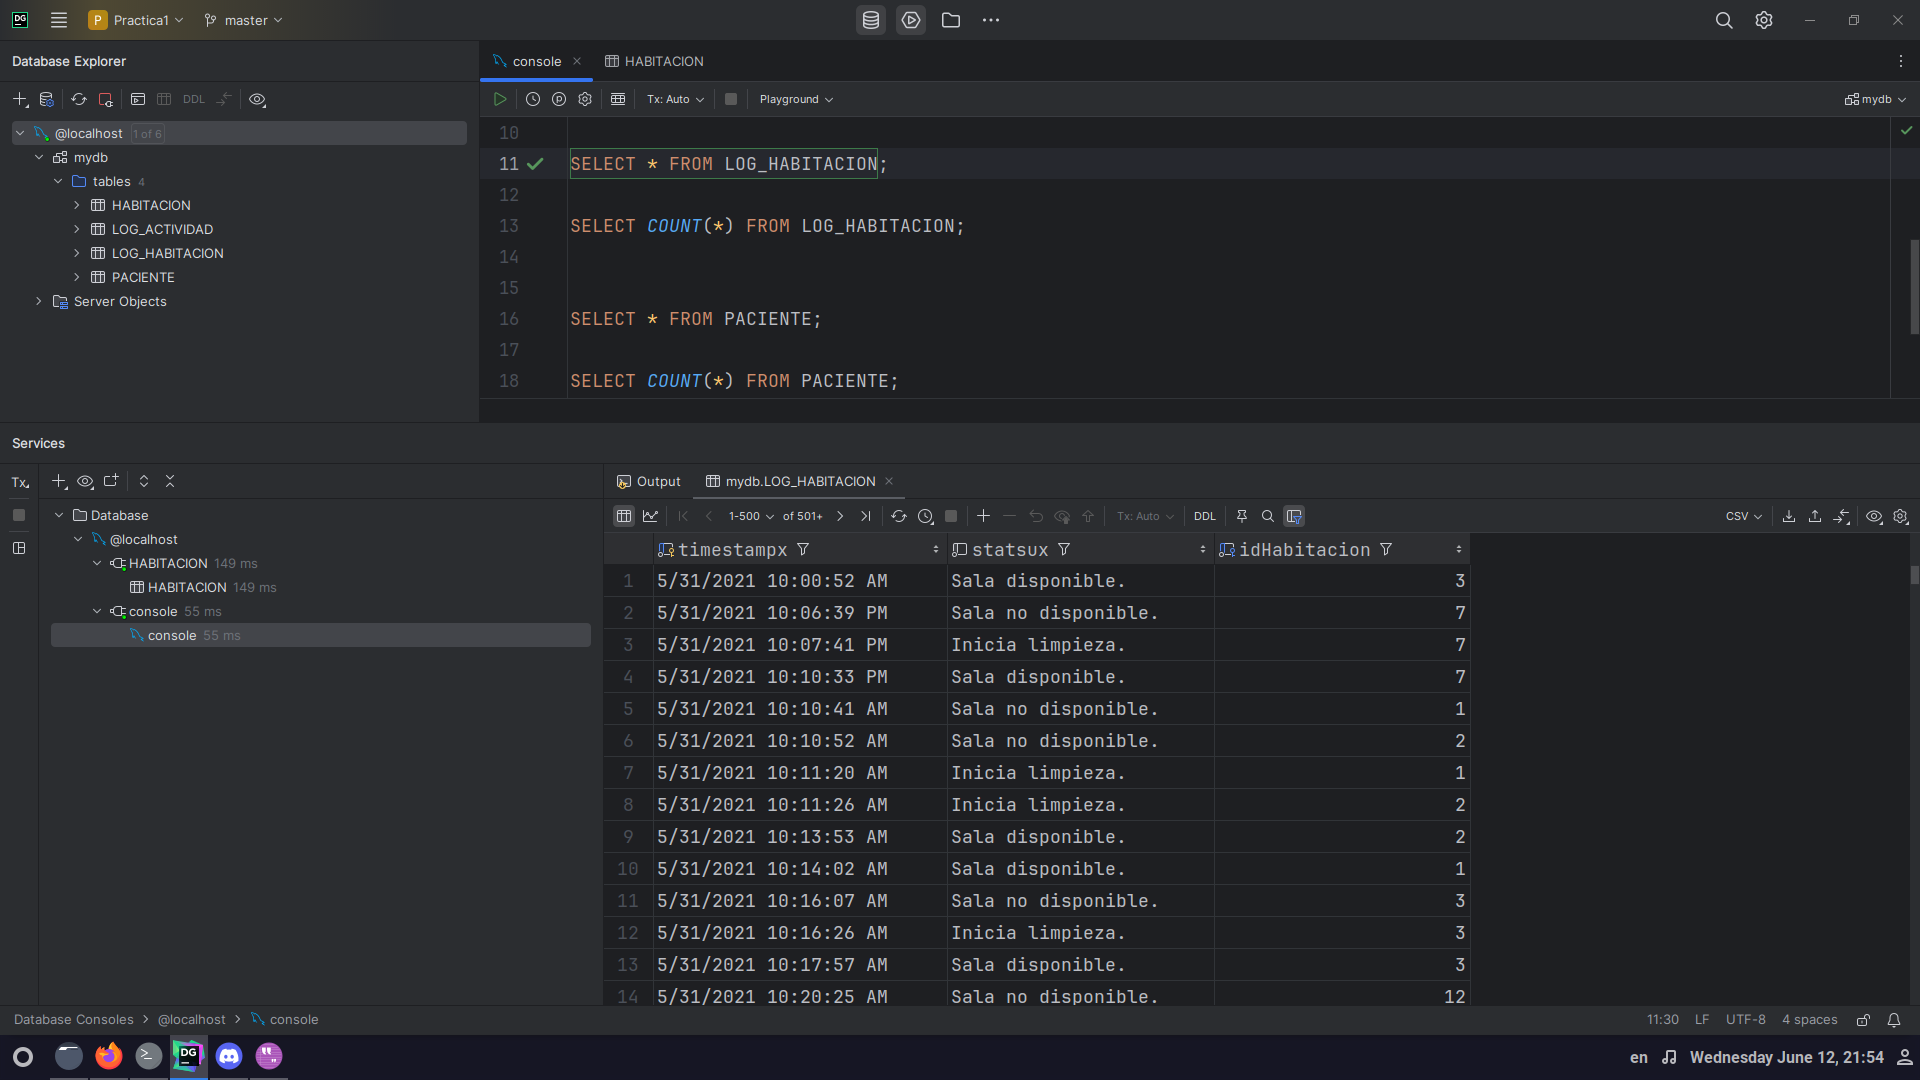 DG P Practica1 master
Database Explorer
DDL
@localhost 1 of 6
mydb
tables 4
HABITACION
LOG_ACTIVIDAD
LOG_HABITACION
PACIENTE
Server Objects
console HABITACION
Tx: Auto Playground mydb
10
11 SELECT * FROM LOG_HABITACION;
12
13 SELECT COUNT(*) FROM LOG_HABITACION;
14
15
16 SELECT * FROM PACIENTE;
17
18 SELECT COUNT(*) FROM PACIENTE;
Services
Tx
Database
@localhost
HABITACION 149 ms
HABITACION 149 ms
console 55 ms
console 55 ms
Output mydb.LOG_HABITACION
1-500 of 501+ Tx: Auto DDL CSV
timestampx statsux idHabitacion
1 5/31/2021 10:00:52 AM Sala disponible. 3
2 5/31/2021 10:06:39 PM Sala no disponible. 7
3 5/31/2021 10:07:41 PM Inicia limpieza. 7
4 5/31/2021 10:10:33 PM Sala disponible. 7
5 5/31/2021 10:10:41 AM Sala no disponible. 1
6 5/31/2021 10:10:52 AM Sala no disponible. 2
7 5/31/2021 10:11:20 AM Inicia limpieza. 1
8 5/31/2021 10:11:26 AM Inicia limpieza. 2
9 5/31/2021 10:13:53 AM Sala disponible. 2
10 5/31/2021 10:14:02 AM Sala disponible. 1
11 5/31/2021 10:16:07 AM Sala no disponible. 3
12 5/31/2021 10:16:26 AM Inicia limpieza. 3
13 5/31/2021 10:17:57 AM Sala disponible. 3
14 5/31/2021 10:20:25 AM Sala no disponible. 12
Database Consoles > @localhost > console
11:30 LF UTF-8 4 spaces
DG
en Wednesday June 12, 21:54